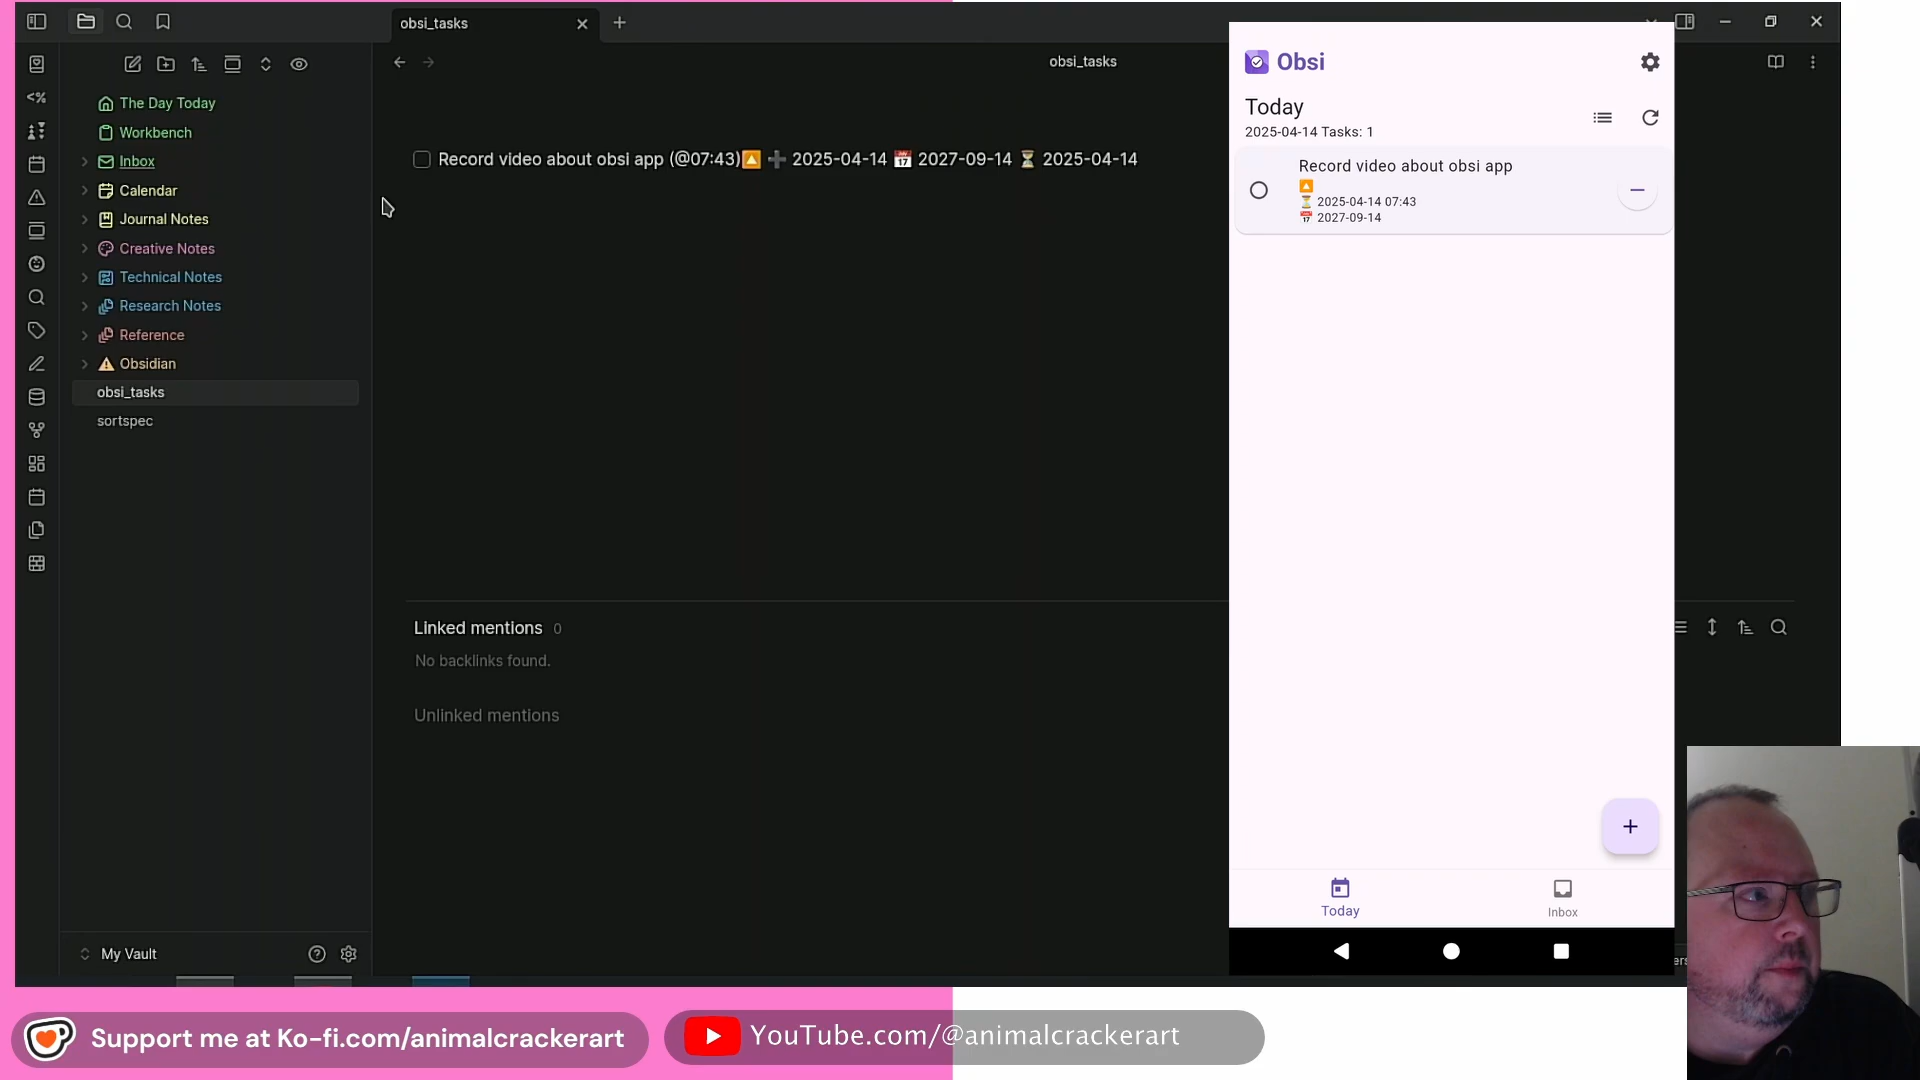 obsi_tasks
obsi_tasks
The Day Today
Workbench
Inbox
Calendar
Journal Notes
Creative Notes
Technical Notes
Research Notes
Reference
Obsidian
obsi_tasks
sortspec
My Vault
Record video about obsi app (@07:43)🔼 ➕ 2025-04-14 📅 2027-09-14 ⏳ 2025-04-14
Linked mentions 0
No backlinks found.
Unlinked mentions
Obsi
Today
2025-04-14 Tasks: 1
Record video about obsi app
🔼
⏳ 2025-04-14 07:43
📅 2027-09-14
Today
Inbox
Support me at Ko-fi.com/animalcrackerart
YouTube.com/@animalcrackerart